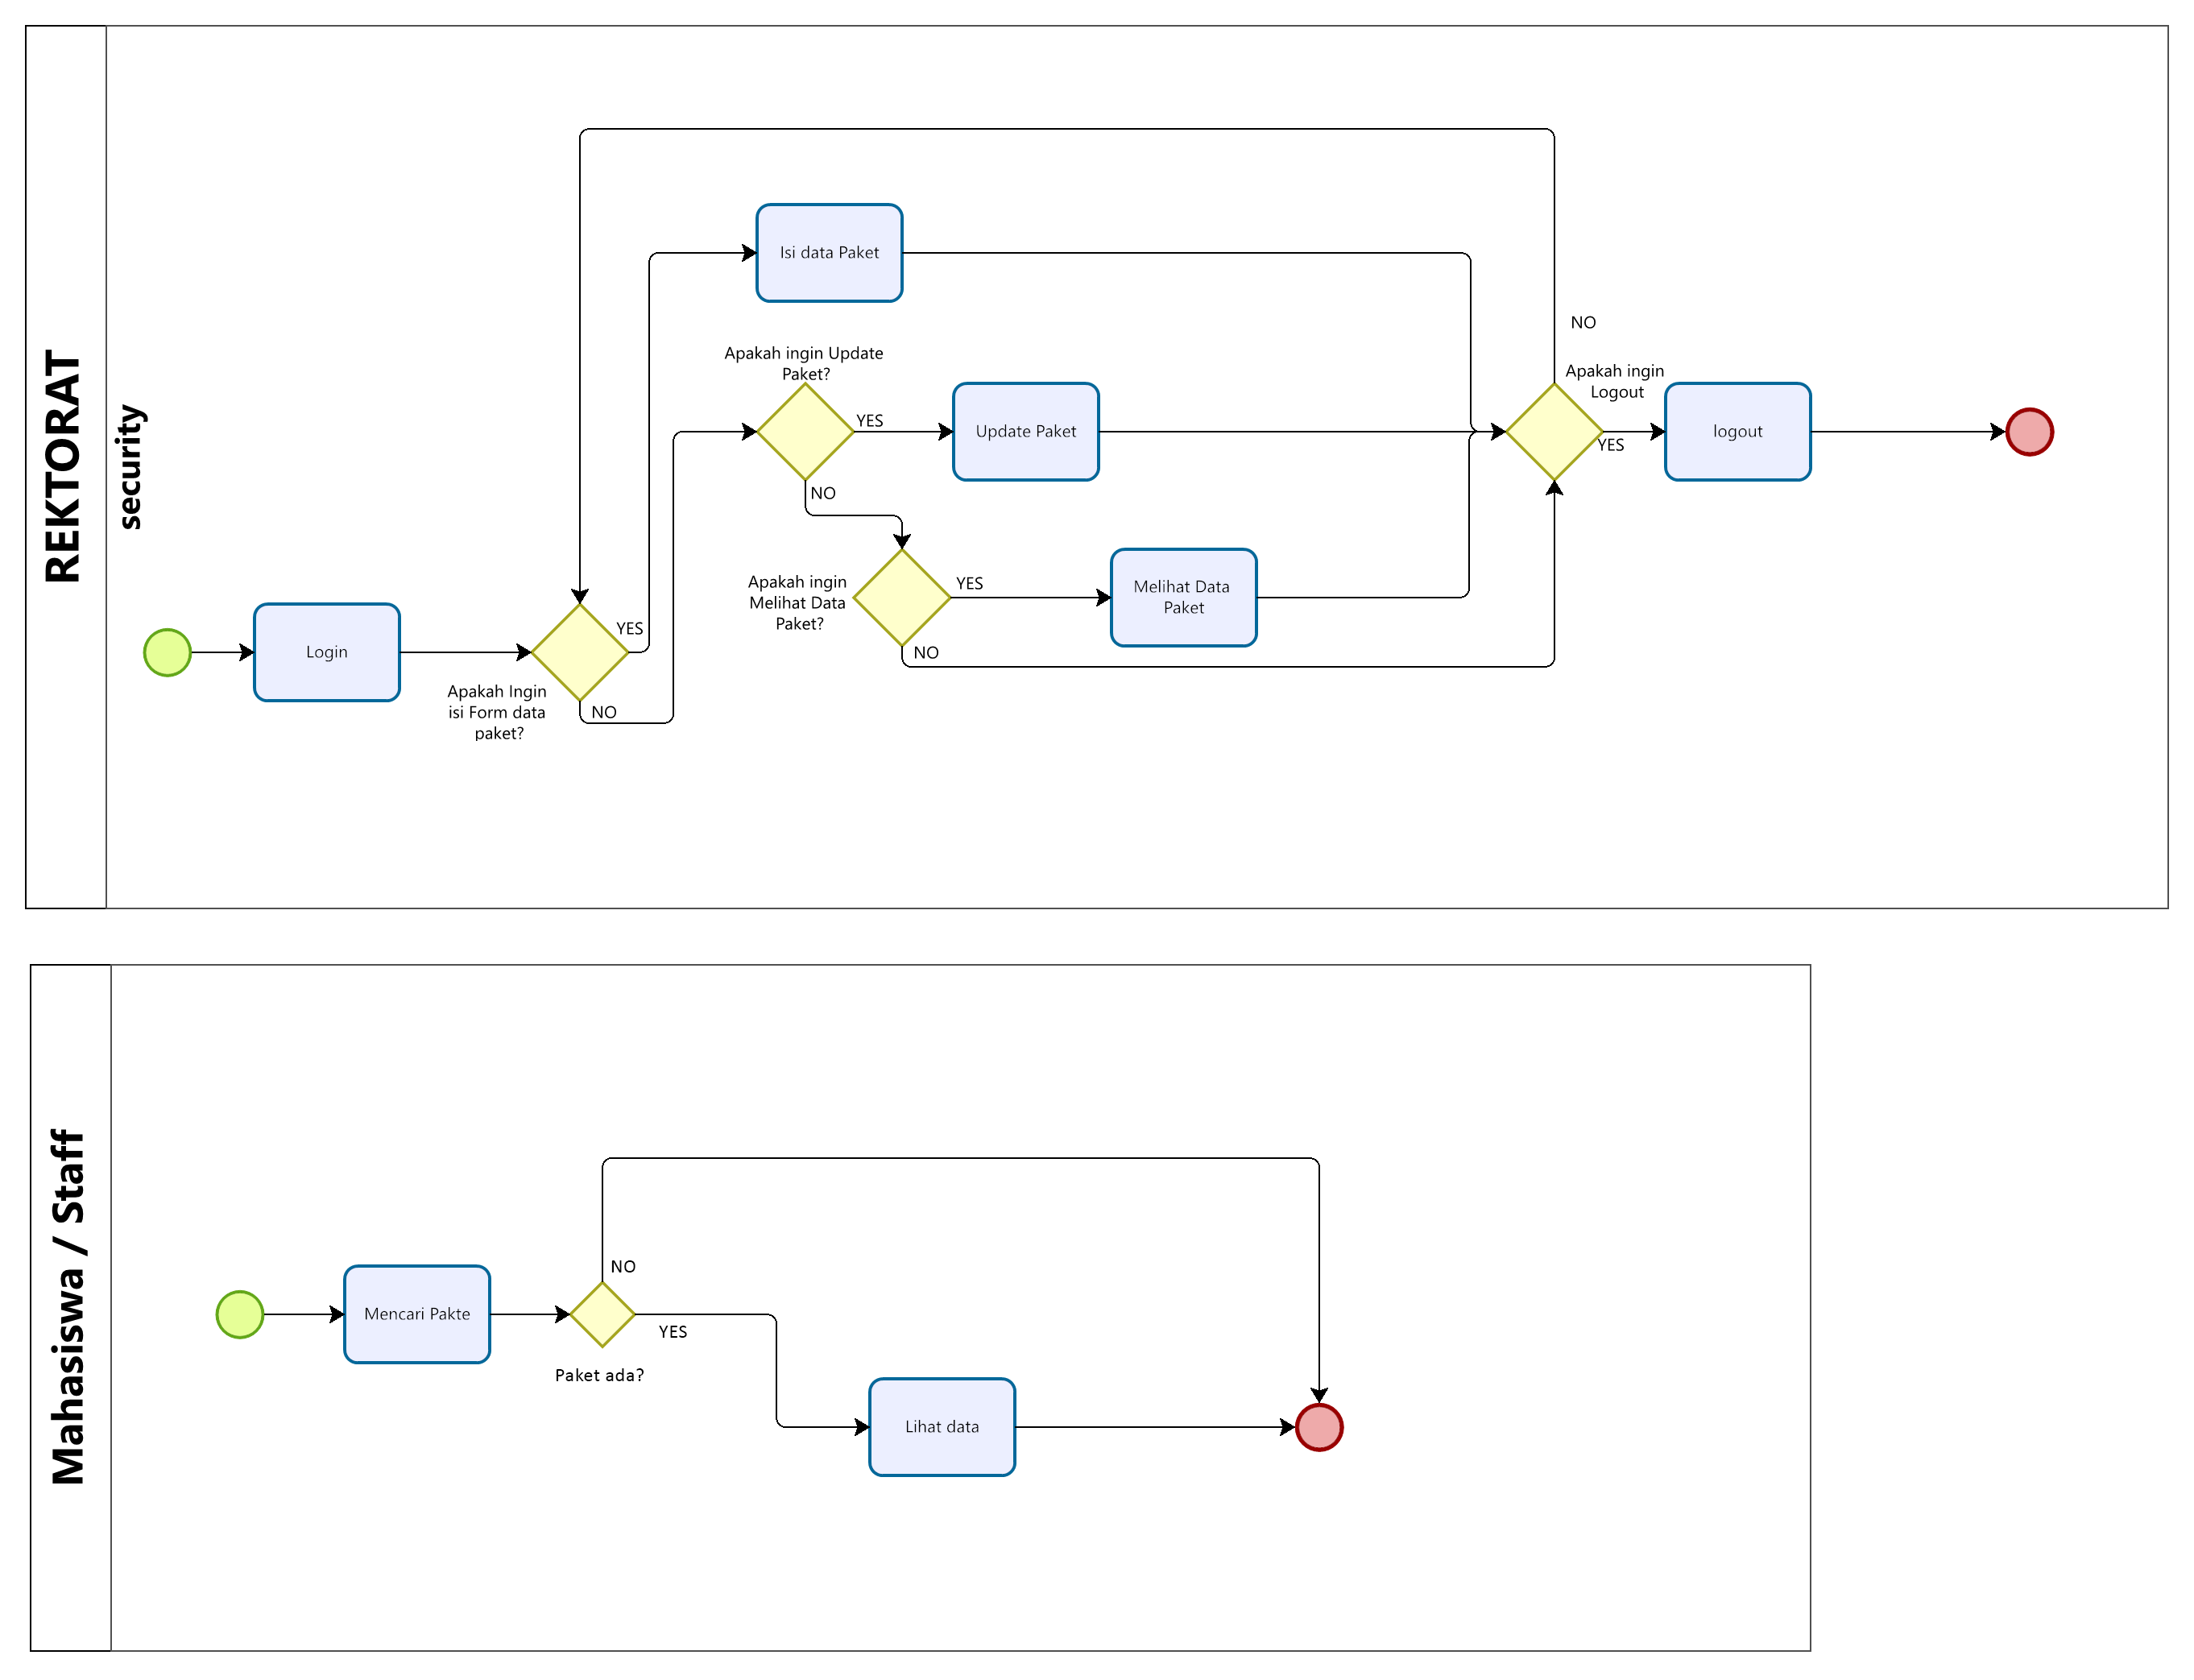 REKTORAT
security
Isi data Paket
NO
Apakah ingin Update
Paket?
Apakah ingin
Logout
YES
Update Paket
logout
YES
NO
Apakah ingin
Melihat Data
Paket?
YES
Melihat Data
Paket
NO
Login
YES
Apakah Ingin
isi Form data
paket?
NO
Mahasiswa / Staff
NO
Mencari Pakte
YES
Paket ada?
Lihat data